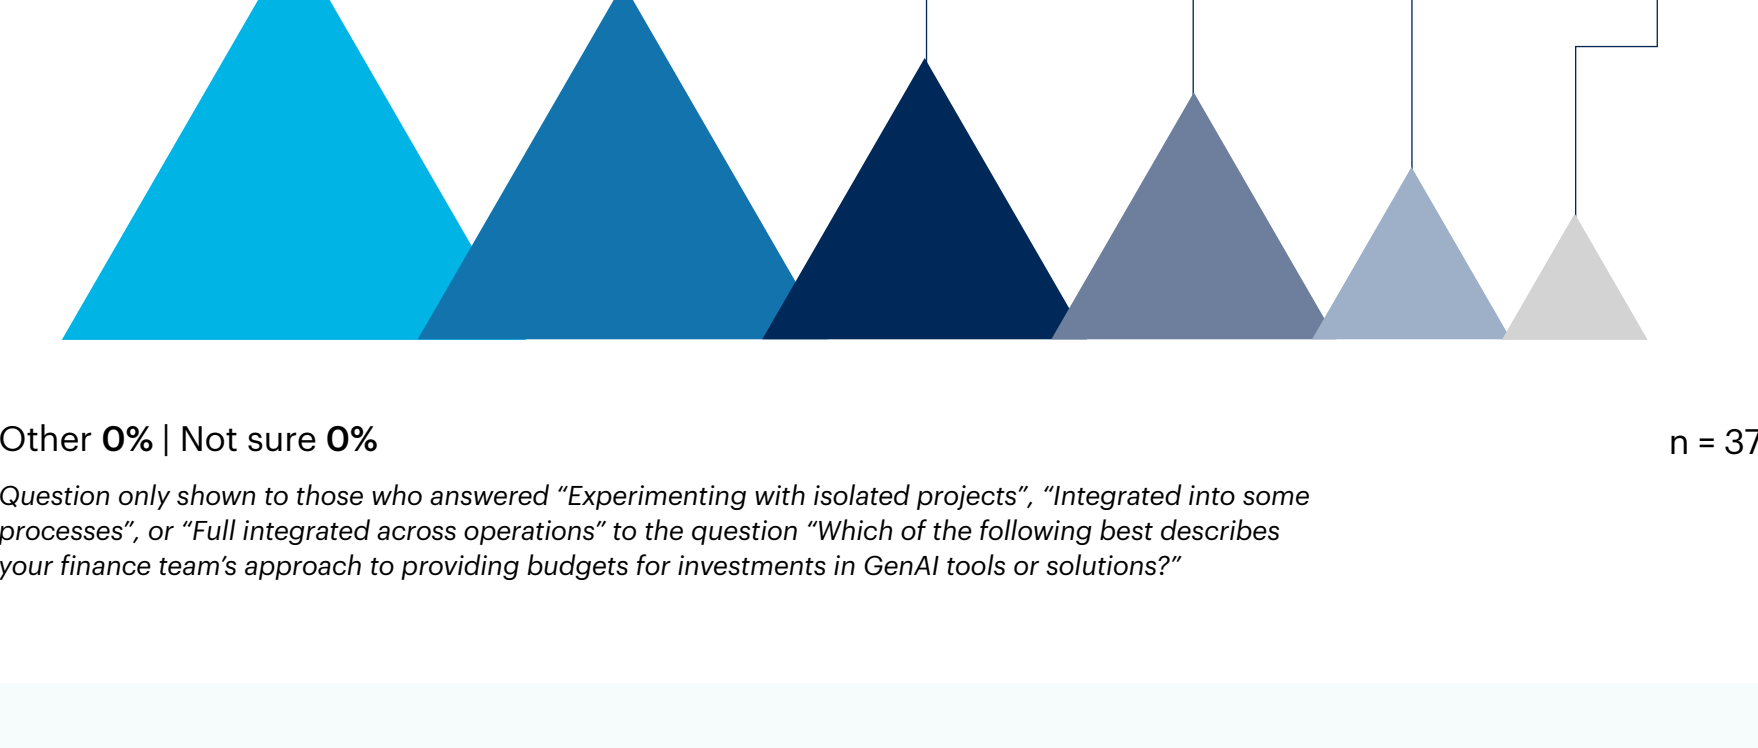 Other 0% | Not sure 0%
n = 37
Question only shown to those who answered “Experimenting with isolated projects”, “Integrated into some
processes”, or “Full integrated across operations” to the question “Which of the following best describes
your finance team’s approach to providing budgets for investments in GenAI tools or solutions?”